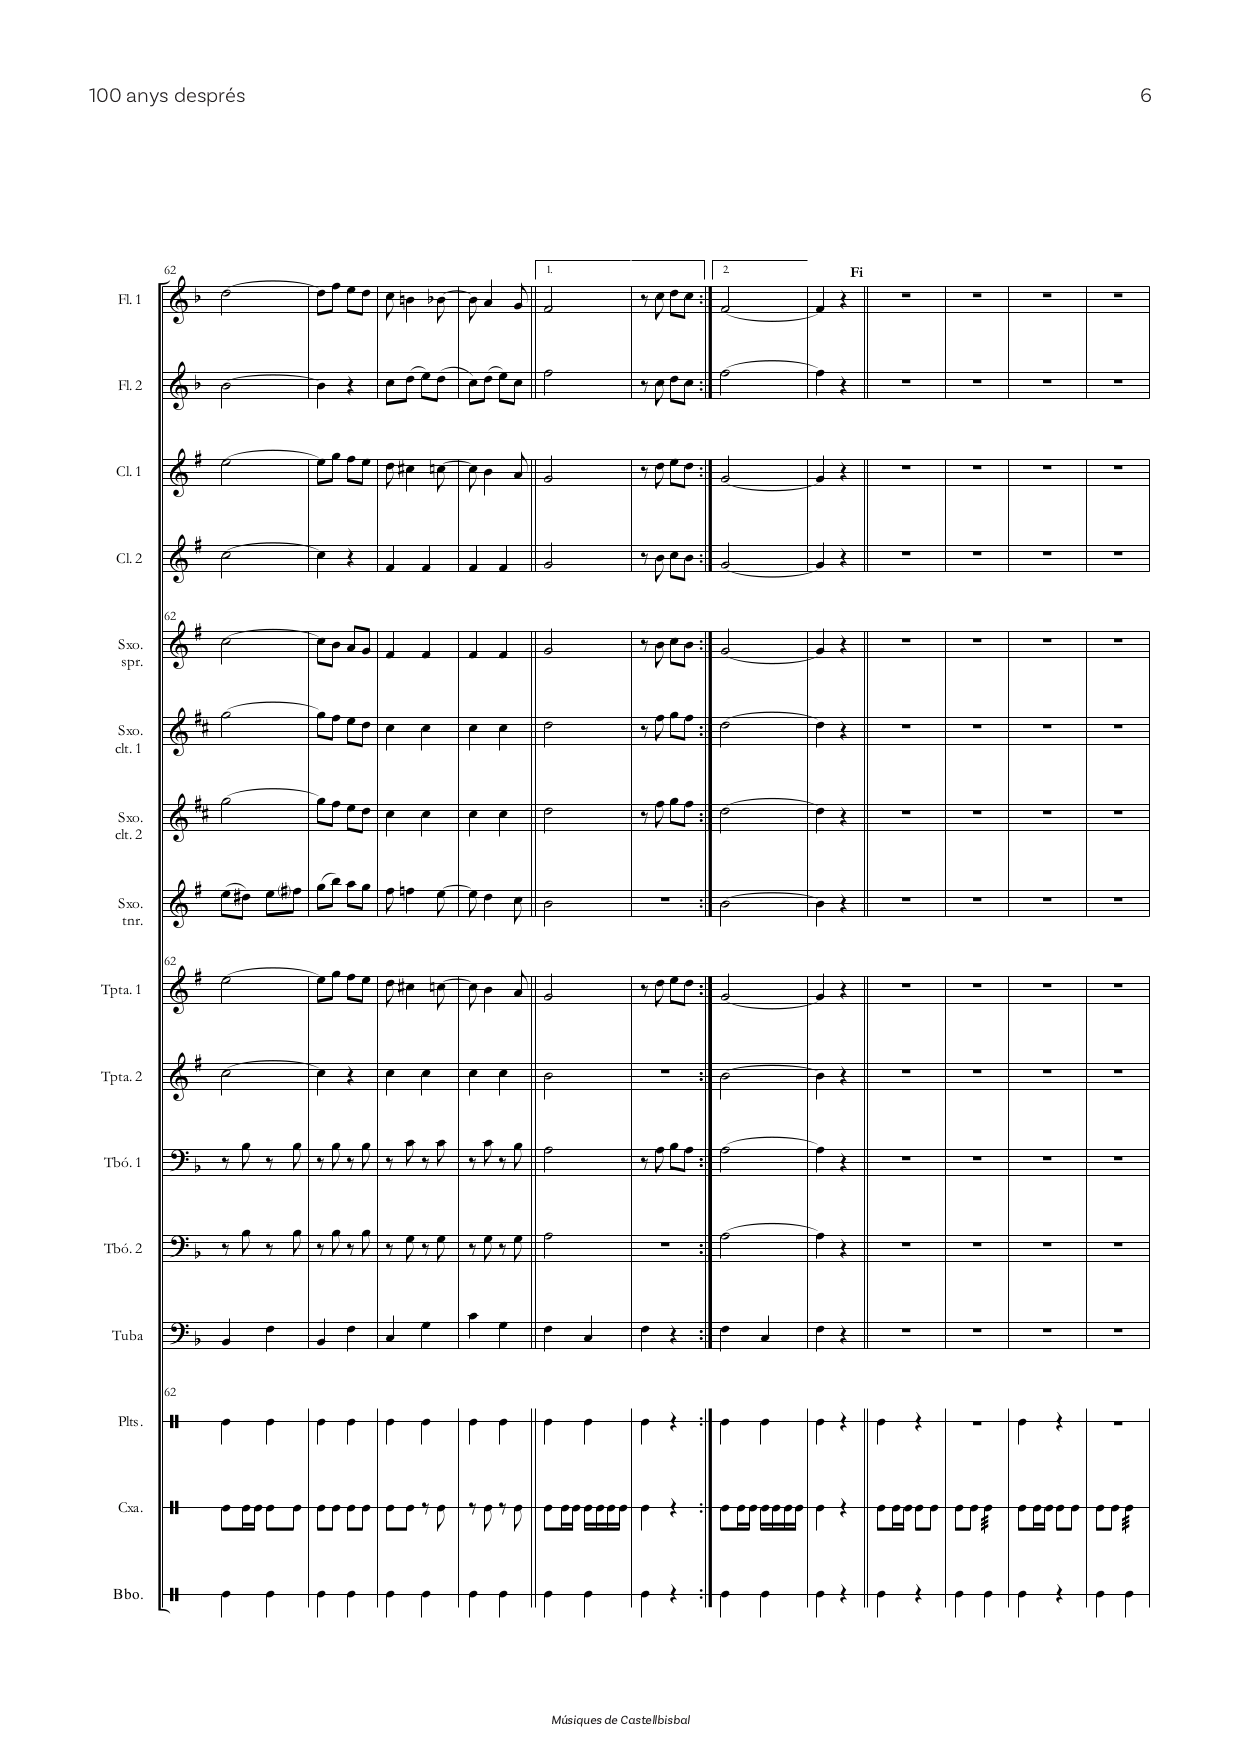 100 anys després
6
62
1.
2.
Fi
Fl. 1
Fl. 2
Cl. 1
Cl. 2
62
Sxo.
spr.
Sxo.
clt. 1
Sxo.
clt. 2
Sxo.
tnr.
62
Tpta. 1
Tpta. 2
Tbó. 1
Tbó. 2
Tuba
62
Plts.
Cxa.
Bbo.
Músiques de Castellbisbal